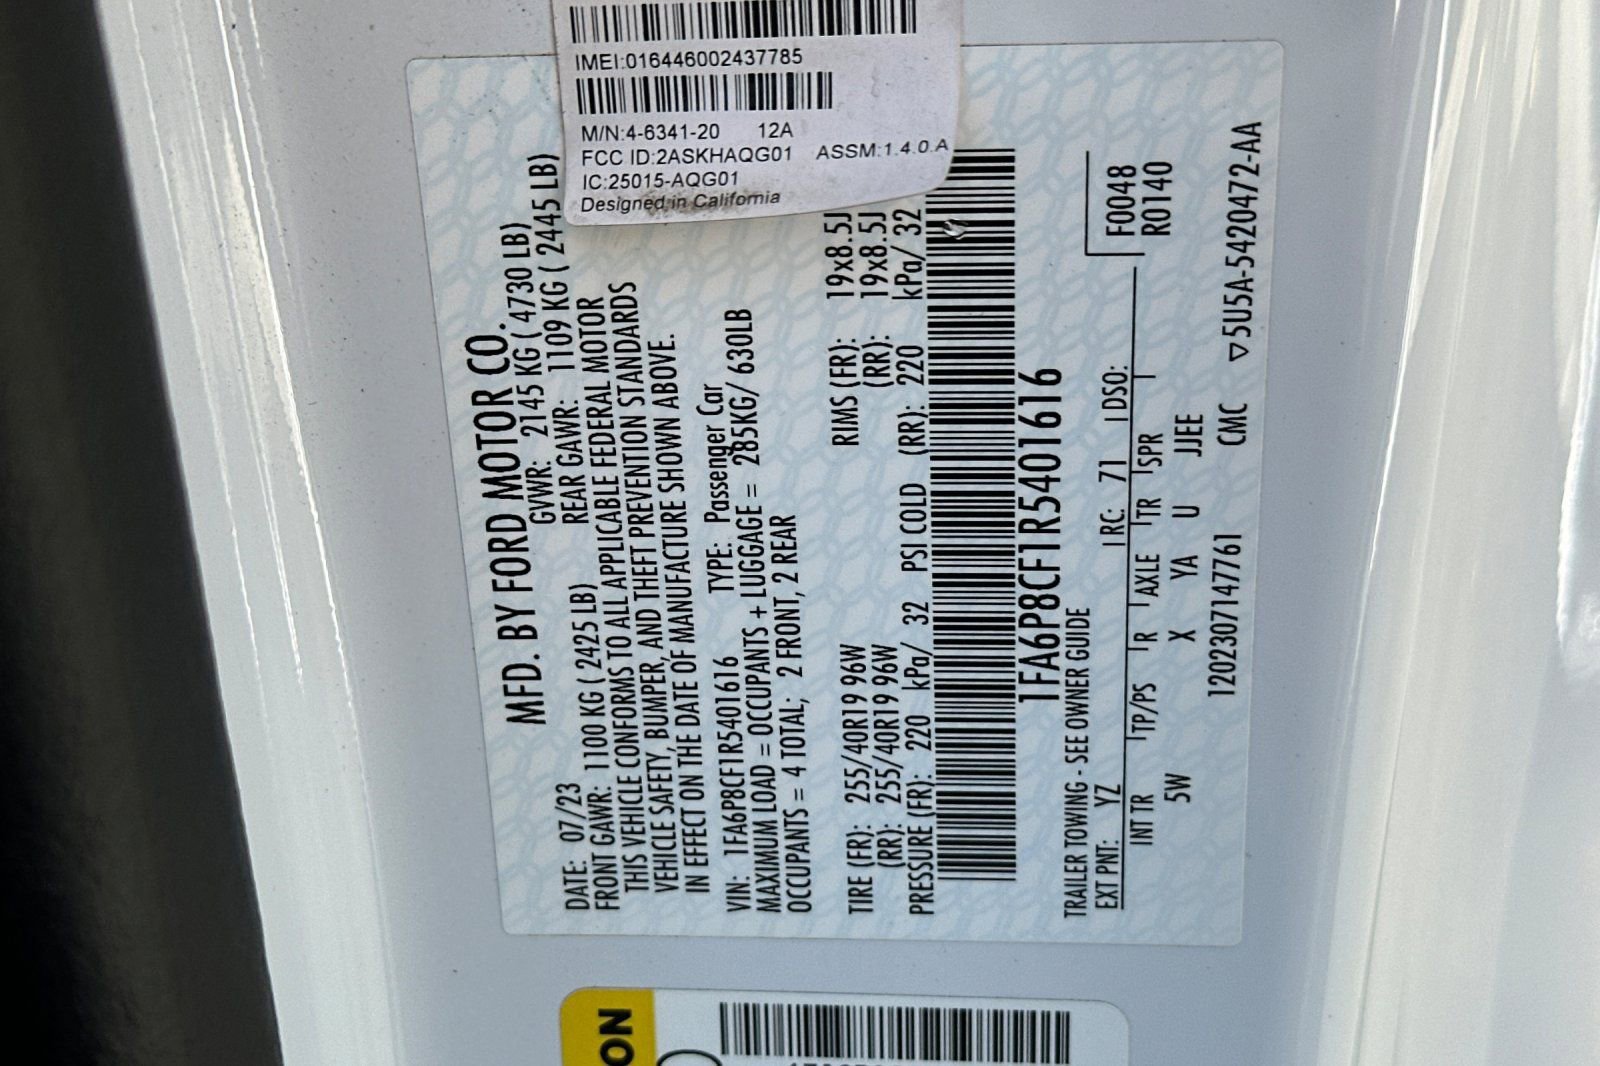 IMEI:016446002437785
M/N:4-6341-20 12A
FCC ID:2ASKHAQG01 ASSM:1.4.0.A
IC:25015-AQG01
Designed in California
MFD. BY FORD MOTOR CO.
DATE: 07/23 GVWR: 2145 KG ( 4730 LB)
FRONT GAWR: 1100 KG ( 2425 LB) REAR GAWR: 1109 KG ( 2445 LB)
THIS VEHICLE CONFORMS TO ALL APPLICABLE FEDERAL MOTOR
VEHICLE SAFETY, BUMPER, AND THEFT PREVENTION STANDARDS
IN EFFECT ON THE DATE OF MANUFACTURE SHOWN ABOVE.
VIN: 1FA6P8CF1R5401616 TYPE: Passenger Car
MAXIMUM LOAD = OCCUPANTS + LUGGAGE = 285KG/ 630LB
OCCUPANTS = 4 TOTAL; 2 FRONT, 2 REAR
TIRE (FR): 255/40R19 96W RIMS (FR): 19x8.5J
(RR): 255/40R19 96W (RR): 19x8.5J
PRESSURE (FR): 220 kPa/ 32 PSI COLD (RR): 220 kPa/ 32
1FA6P8CF1R5401616
F0048
R0140
TRAILER TOWING - SEE OWNER GUIDE
EXT PNT: YZ RC: 71 DSO:
INT TR TP/PS R AXLE TR SPR
5W X YA U JJEE
120230714776​1 CMC ▽5U5A-5420472-AA
ON